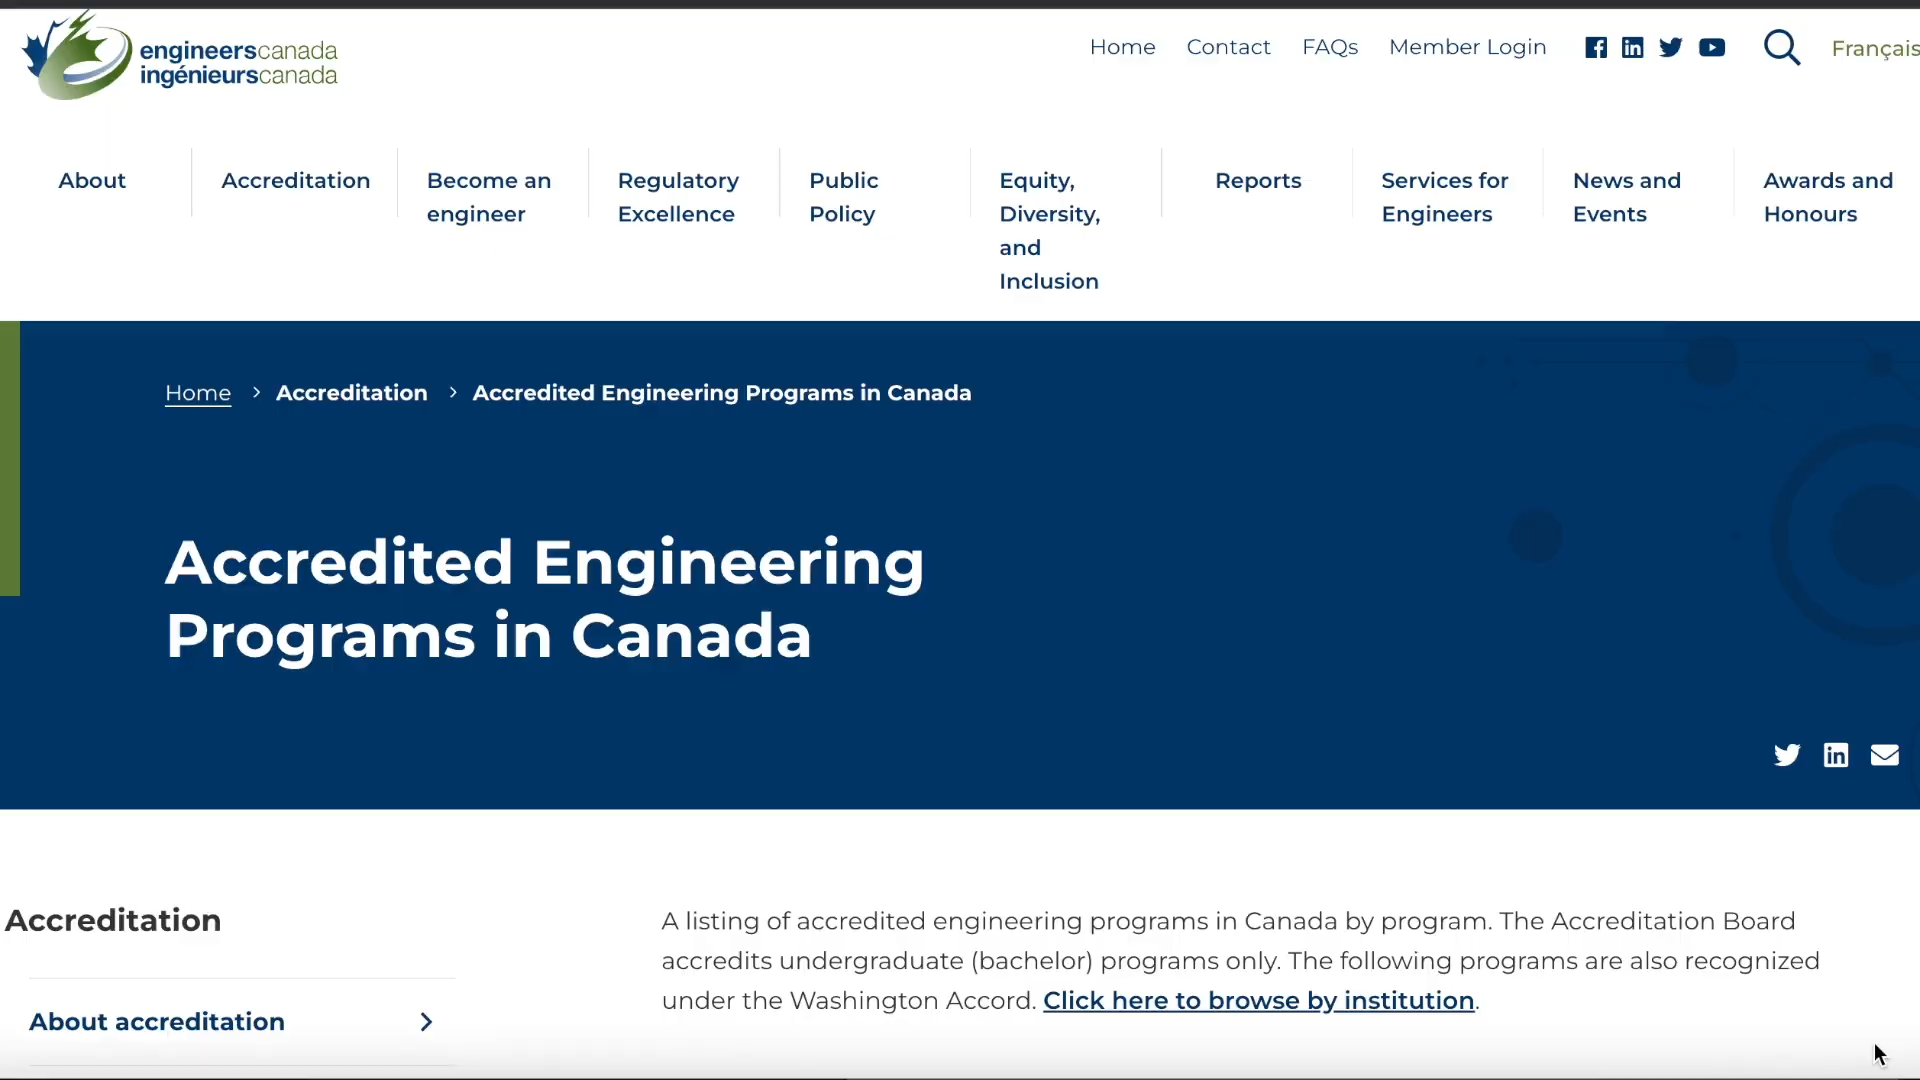 engineerscanada
ingénieurscanada
Home Contact FAQs Member Login
Français
About
Accreditation
Become an
engineer
Regulatory
Excellence
Public
Policy
Equity,
Diversity,
and
Inclusion
Reports
Services for
Engineers
News and
Events
Awards and
Honours
Home > Accreditation > Accredited Engineering Programs in Canada
Accredited Engineering
Programs in Canada
Accreditation
About accreditation
A listing of accredited engineering programs in Canada by program. The Accreditation Board
accredits undergraduate (bachelor) programs only. The following programs are also recognized
under the Washington Accord. Click here to browse by institution.